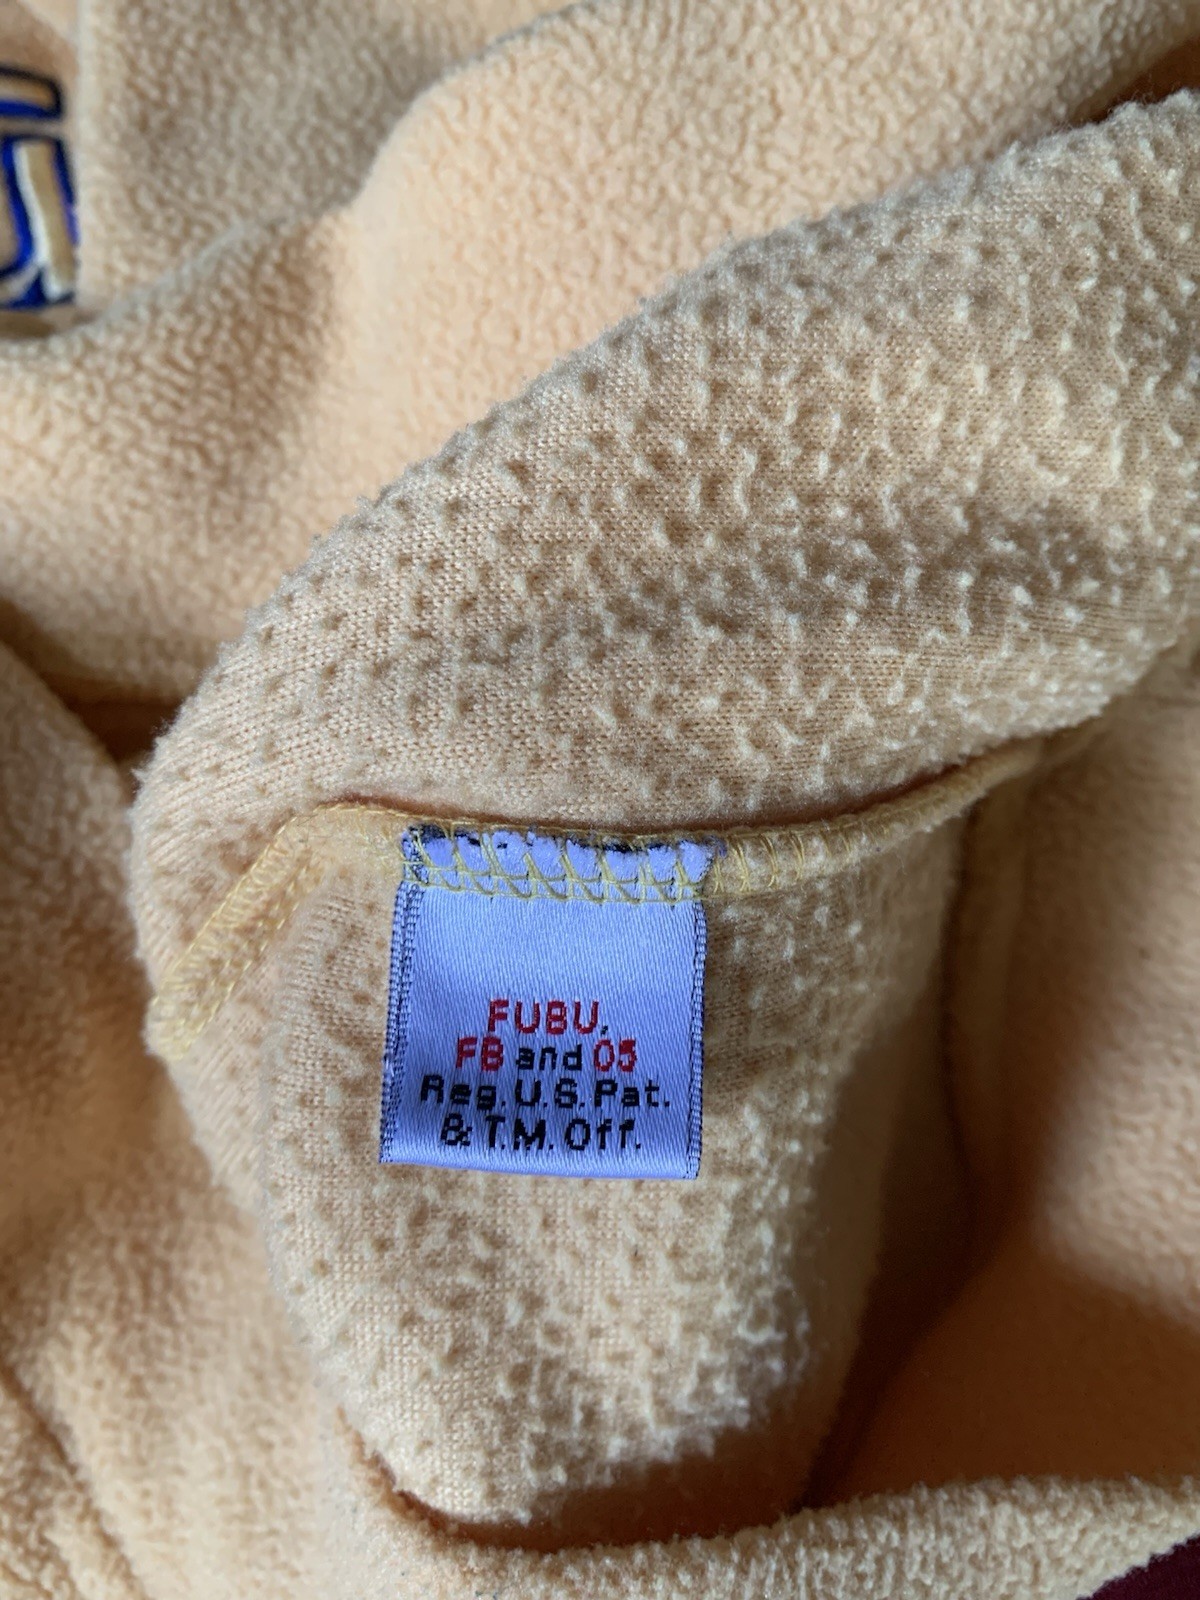 FUBU,
FB and 05
Reg. U.S. Pat.
& T.M. Off.